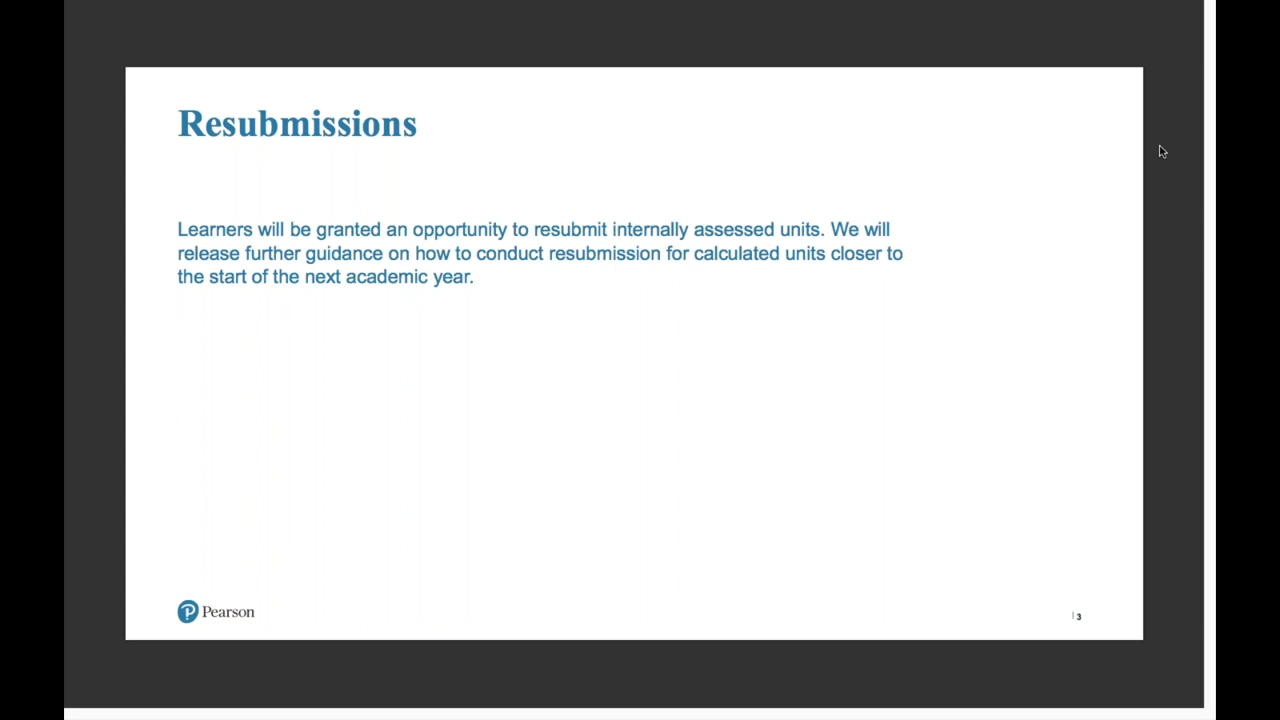 Resubmissions
Learners will be granted an opportunity to resubmit internally assessed units. We will
release further guidance on how to conduct resubmission for calculated units closer to
the start of the next academic year.
Pearson
3